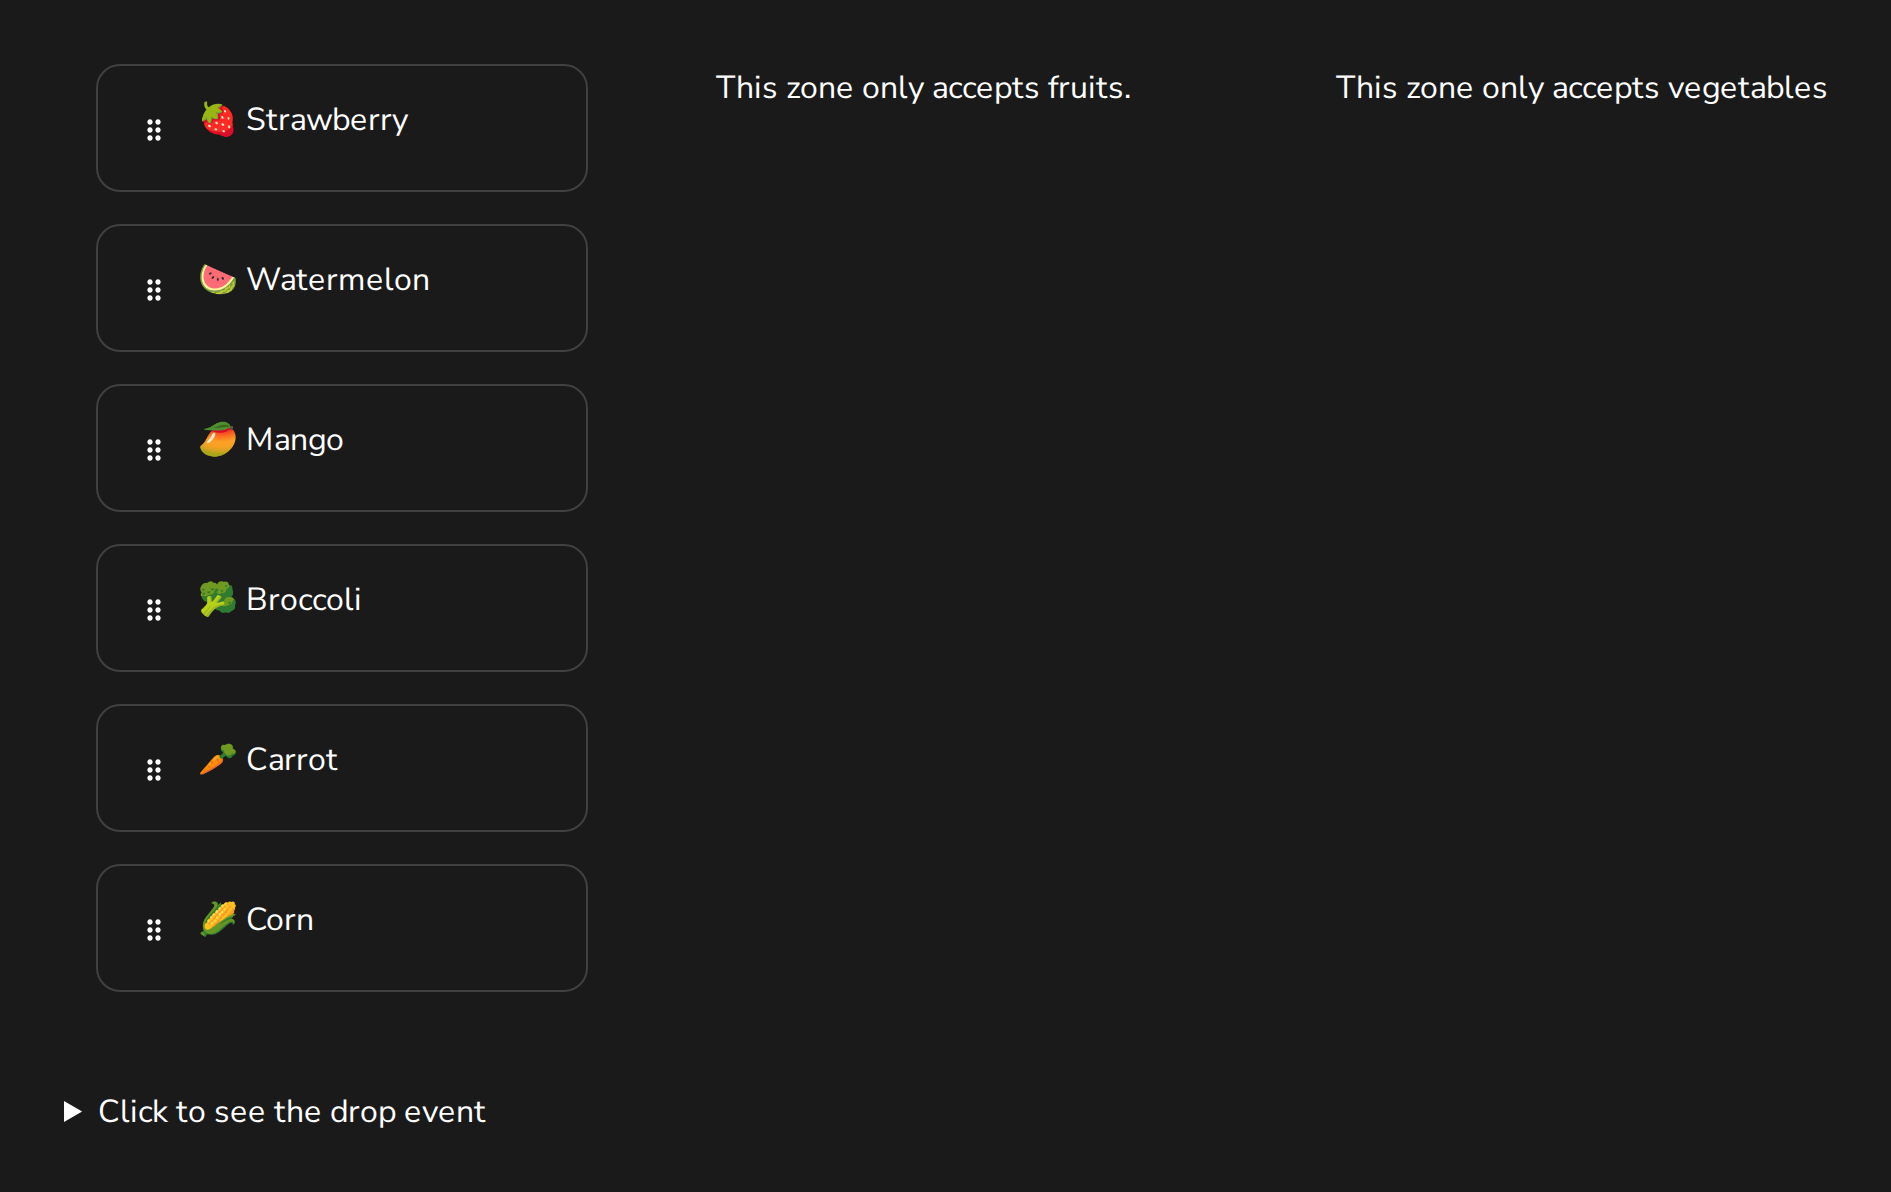 🍓 Strawberry
🍉 Watermelon
🥭 Mango
🥦 Broccoli
🥕 Carrot
🌽 Corn
This zone only accepts fruits.
This zone only accepts vegetables
Click to see the drop event